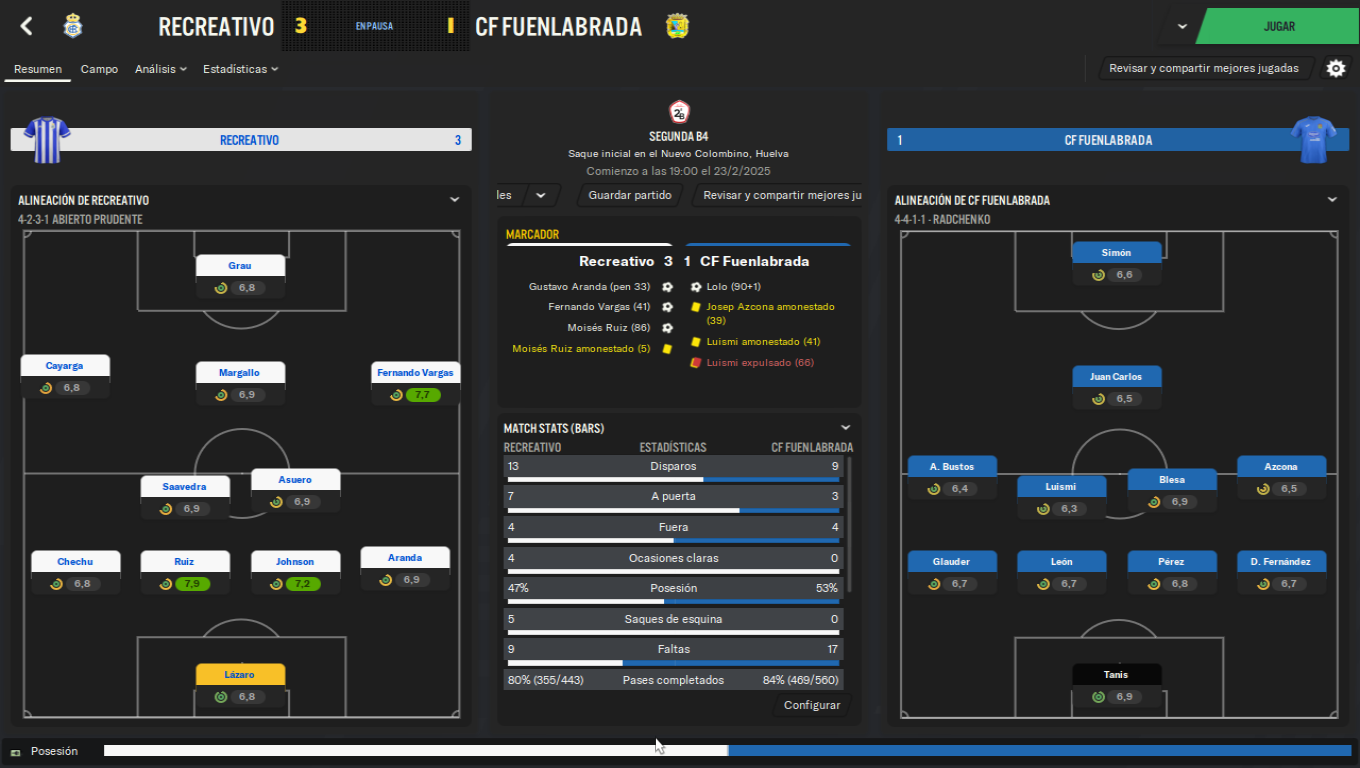 RECREATIVO 3 EN PAUSA 1 CF FUENLABRADA
JUGAR
Resumen Campo Análisis Estadísticas
Revisar y compartir mejores jugadas
RECREATIVO 3
ALINEACIÓN DE RECREATIVO
4-2-3-1 ABIERTO PRUDENTE
Grau
6,8
Cayarga
6,8
Margallo
6,9
Fernando Vargas
7,7
Saavedra
6,9
Asuero
6,9
Chechu
6,8
Ruiz
7,9
Johnson
7,2
Aranda
6,9
Lázaro
6,8
2ªB
SEGUNDA B4
Saque inicial en el Nuevo Colombino, Huelva
Comienzo a las 19:00 el 23/2/2025
les
Guardar partido
Revisar y compartir mejores ju
MARCADOR
Recreativo 3 1 CF Fuenlabrada
Gustavo Aranda (pen 33)
Fernando Vargas (41)
Moisés Ruiz (86)
Moisés Ruiz amonestado (5)
Lolo (90+1)
Josep Azcona amonestado
(39)
Luismi amonestado (41)
Luismi expulsado (66)
MATCH STATS (BARS)
RECREATIVO ESTADÍSTICAS CF FUENLABRADA
13 Disparos 9
7 A puerta 3
4 Fuera 4
4 Ocasiones claras 0
47% Posesión 53%
5 Saques de esquina 0
9 Faltas 17
80% (355/443) Pases completados 84% (469/560)
Configurar
1 CF FUENLABRADA
ALINEACIÓN DE CF FUENLABRADA
4-4-1-1 - RADCHENKO
Simón
6,6
Juan Carlos
6,5
A. Bustos
6,4
Luismi
6,3
Blesa
6,9
Azcona
6,5
Glauder
6,7
León
6,7
Pérez
6,8
D. Fernández
6,7
Tanis
6,9
Posesión